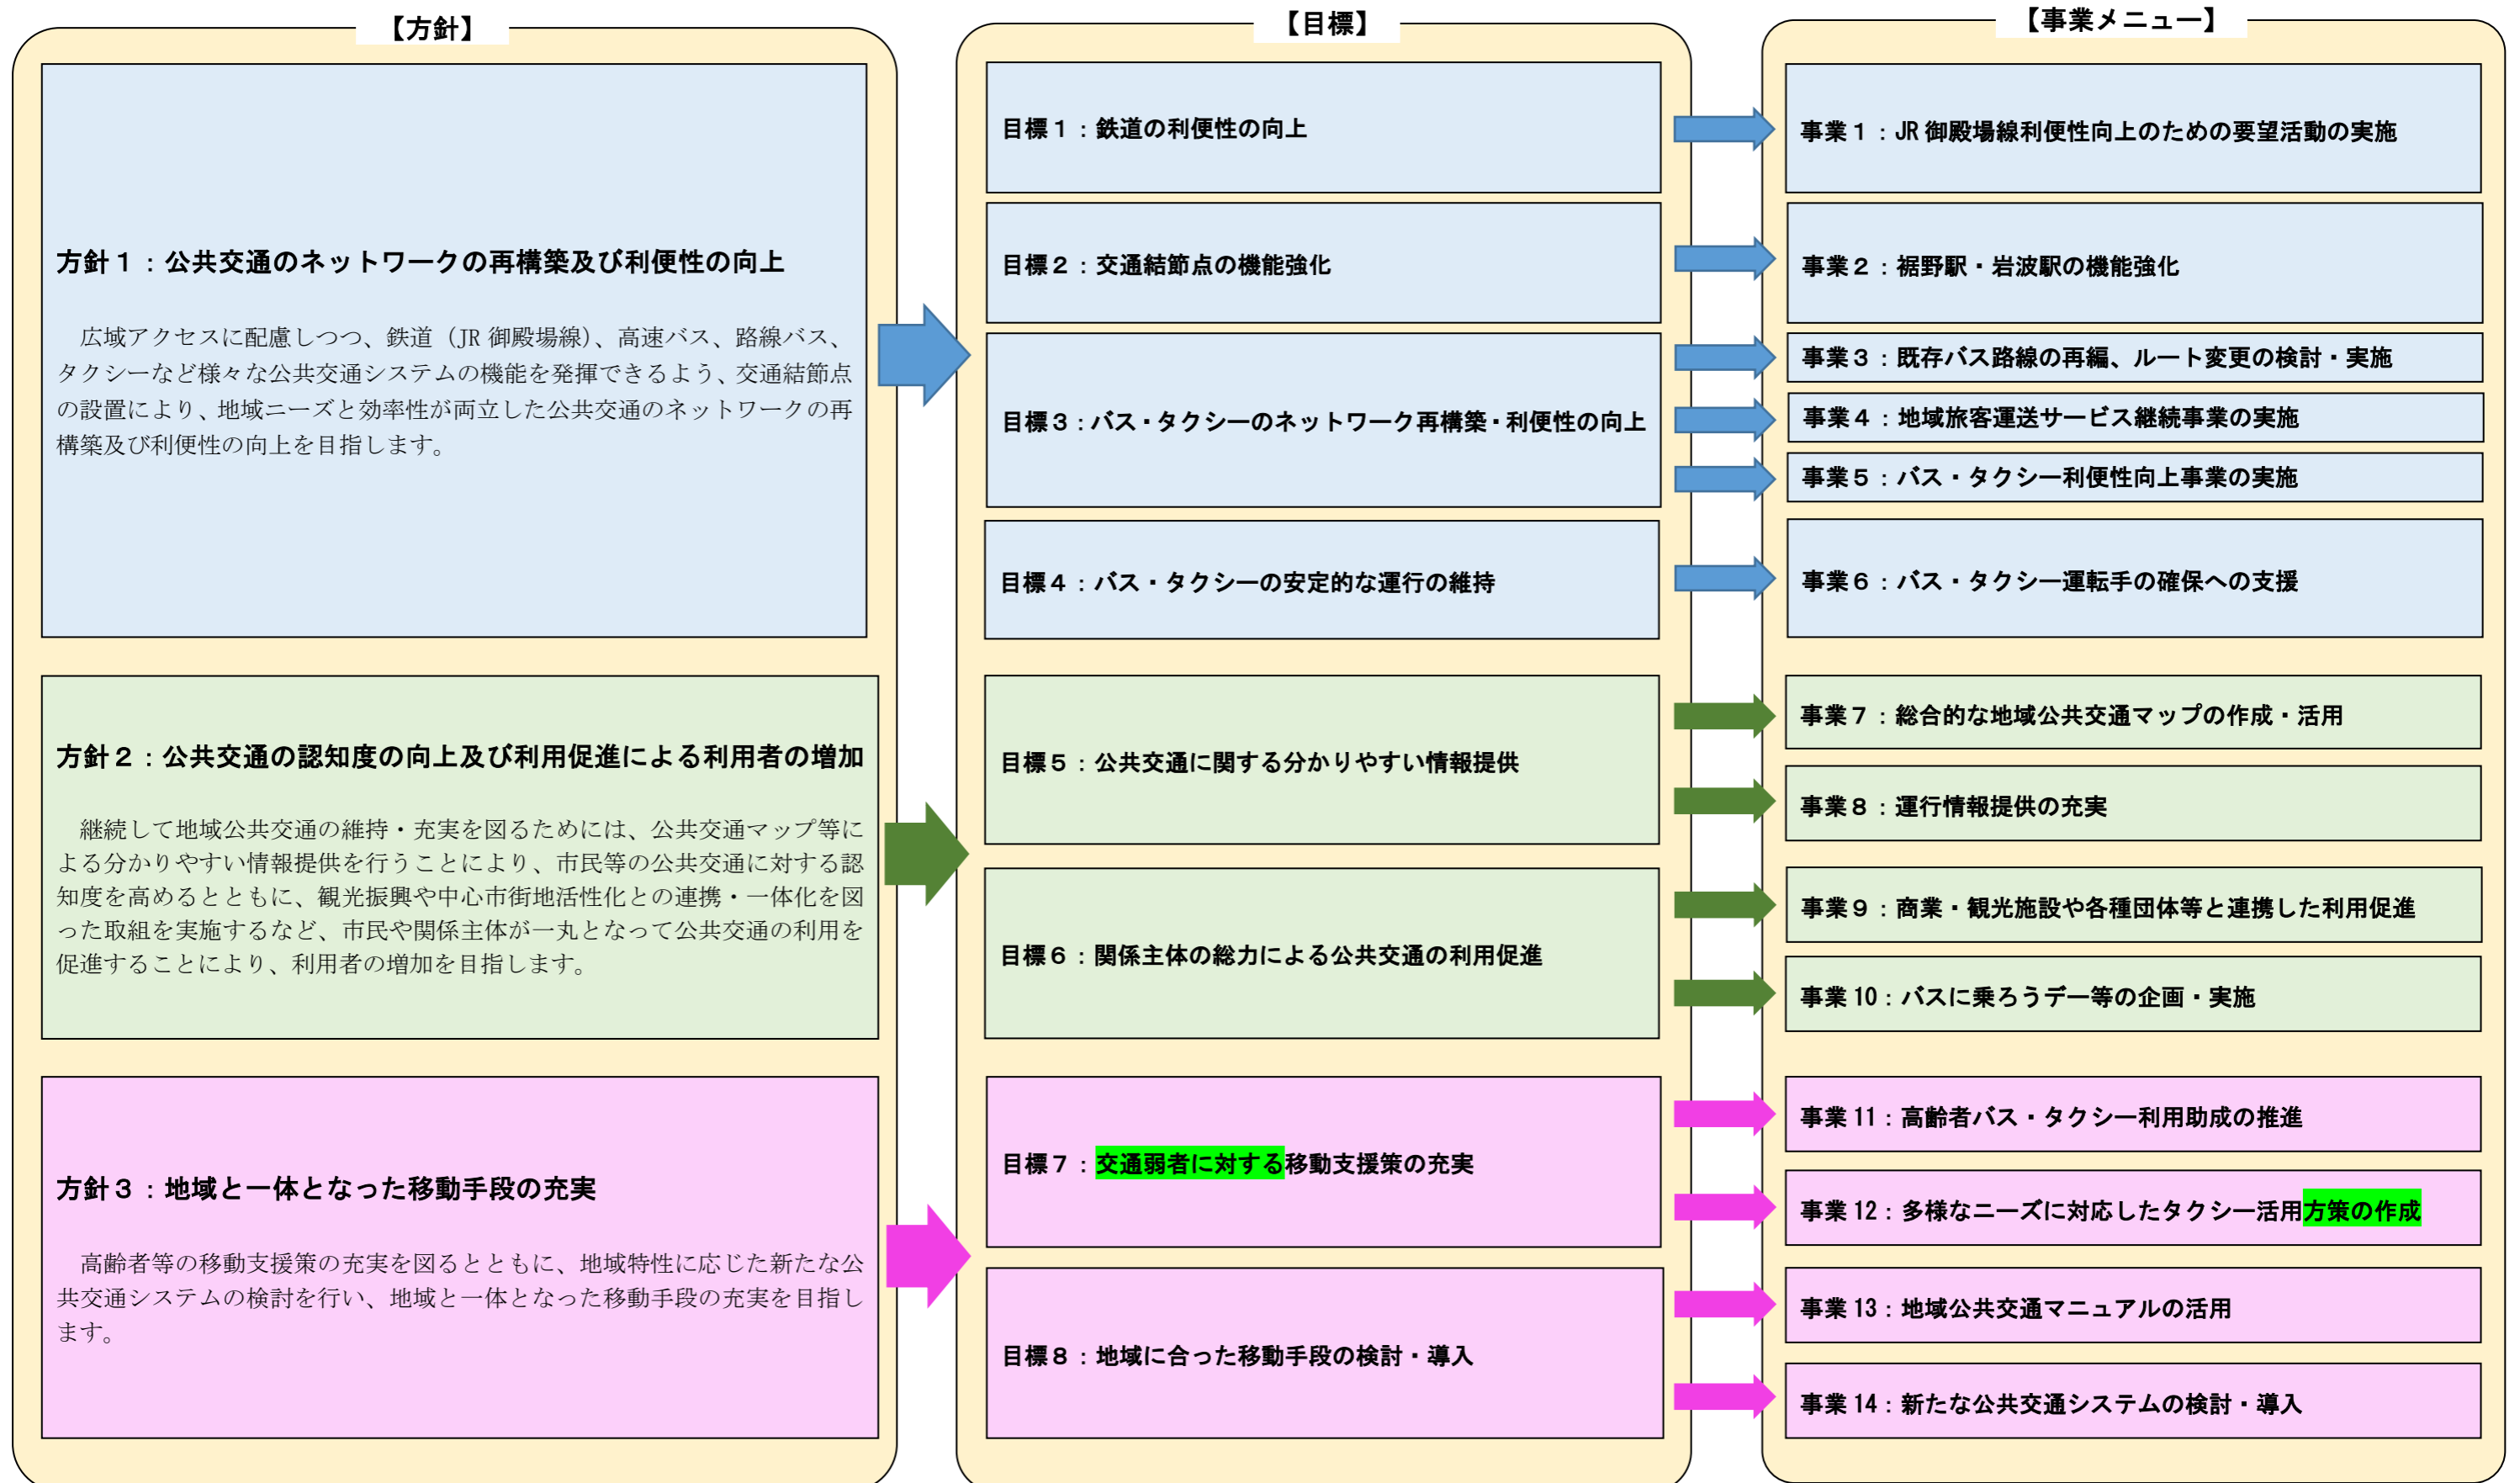 【方針】
方針１：公共交通のネットワークの再構築及び利便性の向上
広域アクセスに配慮しつつ、鉄道（JR 御殿場線）、高速バス、路線バス、
タクシーなど様々な公共交通システムの機能を発揮できるよう、交通結節点
の設置により、地域ニーズと効率性が両立した公共交通のネットワークの再
構築及び利便性の向上を目指します。
方針２：公共交通の認知度の向上及び利用促進による利用者の増加
継続して地域公共交通の維持・充実を図るためには、公共交通マップ等に
よる分かりやすい情報提供を行うことにより、市民等の公共交通に対する認
知度を高めるとともに、観光振興や中心市街地活性化との連携・一体化を図
った取組を実施するなど、市民や関係主体が一丸となって公共交通の利用を
促進することにより、利用者の増加を目指します。
方針３：地域と一体となった移動手段の充実
高齢者等の移動支援策の充実を図るとともに、地域特性に応じた新たな公
共交通システムの検討を行い、地域と一体となった移動手段の充実を目指し
ます。
【目標】
目標１：鉄道の利便性の向上
目標２：交通結節点の機能強化
目標３：バス・タクシーのネットワーク再構築・利便性の向上
目標４：バス・タクシーの安定的な運行の維持
目標５：公共交通に関する分かりやすい情報提供
目標６：関係主体の総力による公共交通の利用促進
目標７：交通弱者に対する移動支援策の充実
目標８：地域に合った移動手段の検討・導入
【事業メニュー】
事業１：JR 御殿場線利便性向上のための要望活動の実施
事業２：裾野駅・岩波駅の機能強化
事業３：既存バス路線の再編、ルート変更の検討・実施
事業４：地域旅客運送サービス継続事業の実施
事業５：バス・タクシー利便性向上事業の実施
事業６：バス・タクシー運転手の確保への支援
事業７：総合的な地域公共交通マップの作成・活用
事業８：運行情報提供の充実
事業９：商業・観光施設や各種団体等と連携した利用促進
事業 10：バスに乗ろうデー等の企画・実施
事業 11：高齢者バス・タクシー利用助成の推進
事業 12：多様なニーズに対応したタクシー活用方策の作成
事業 13：地域公共交通マニュアルの活用
事業 14：新たな公共交通システムの検討・導入